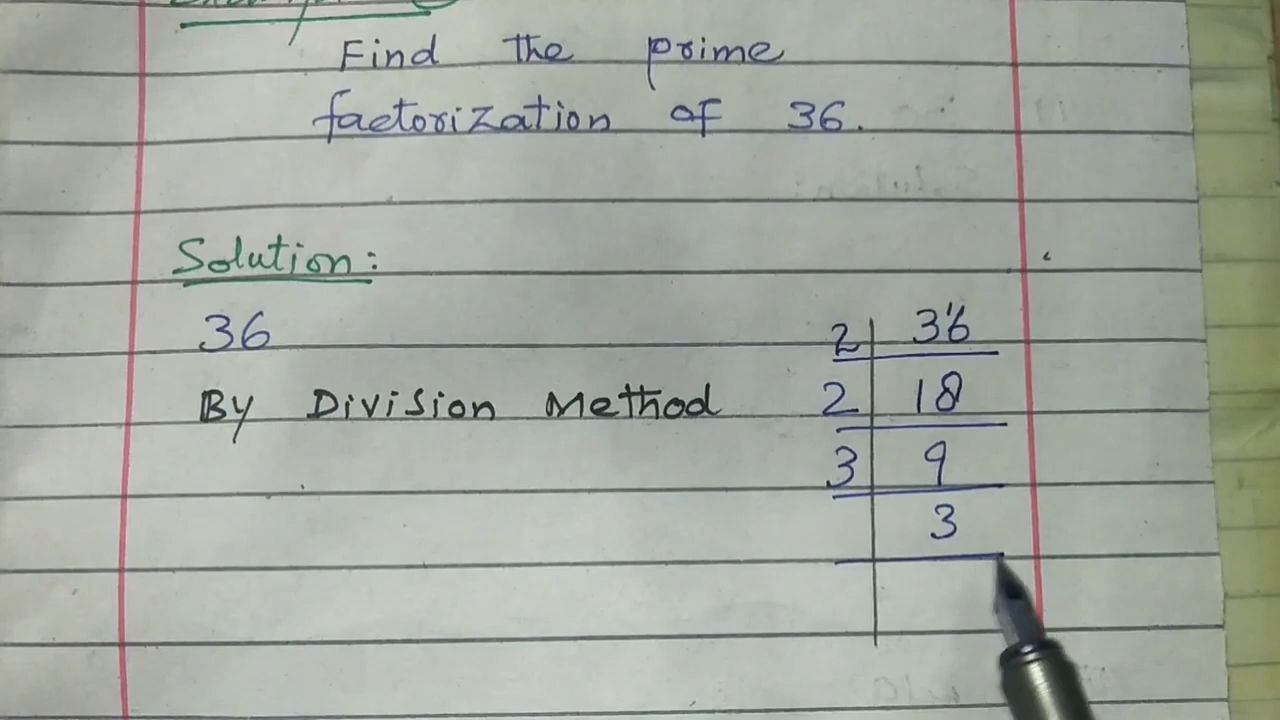 Find the prime
factorization of 36.
Solution:
36
By Division Method
2 | 36
2 | 18
3 | 9
3